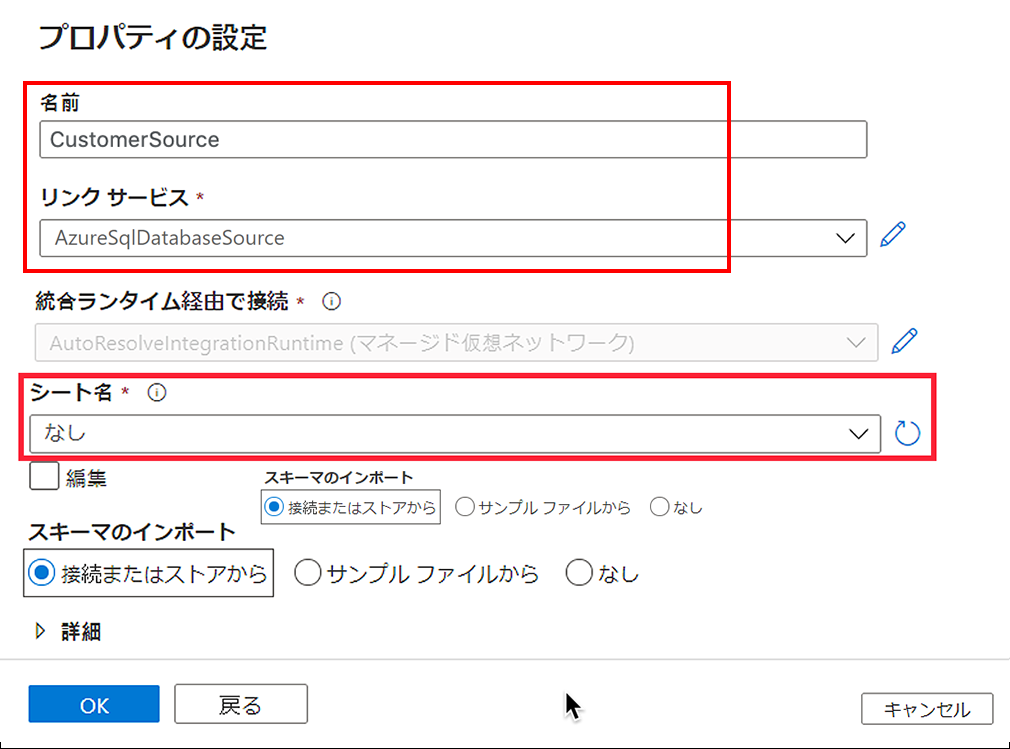 プロパティの設定
名前
CustomerSource
リンク サービス *
AzureSqlDatabaseSource
統合ランタイム経由で接続 *
AutoResolveIntegrationRuntime (マネージド仮想ネットワーク)
シート名 *
なし
編集
スキーマのインポート
接続またはストアから サンプル ファイルから なし
スキーマのインポート
接続またはストアから サンプル ファイルから なし
詳細
OK 戻る キャンセル